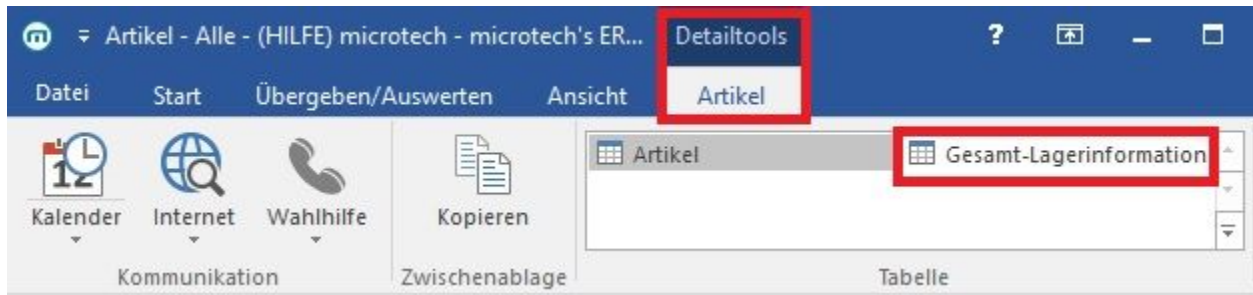 Artikel - Alle - (HILFE) microtech - microtech's ER... Detailtools ?
Datei Start Übergeben/Auswerten Ansicht Artikel
12
Artikel Gesamt-Lagerinformation
Kalender Internet Wahlhilfe Kopieren
Kommunikation Zwischenablage Tabelle